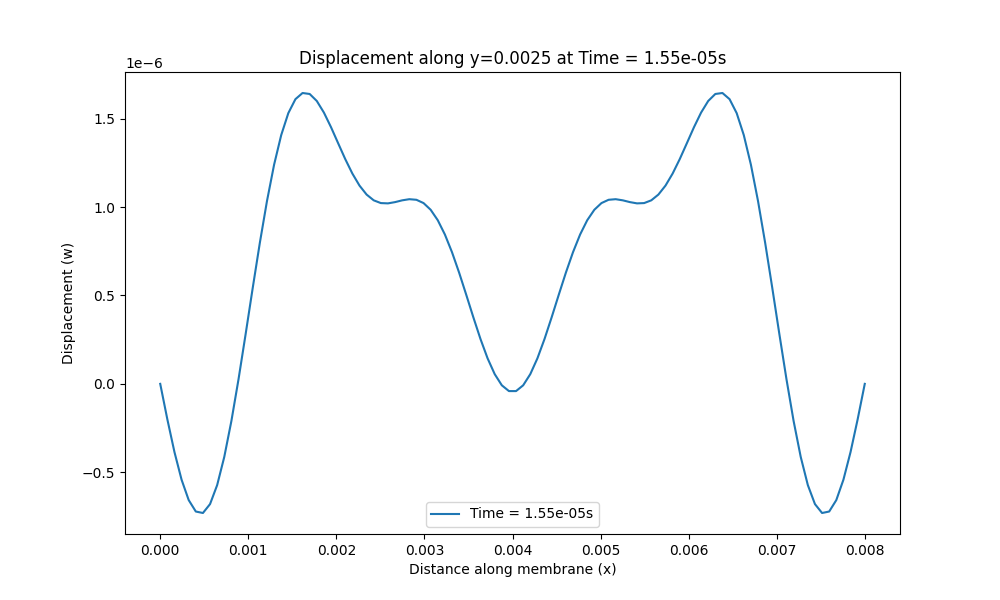 Displacement along y=0.0025 at Time = 1.55e-05s
1e−6
1.5
1.0
0.5
0.0
−0.5
Displacement (w)
Time = 1.55e-05s
0.000 0.001 0.002 0.003 0.004 0.005 0.006 0.007 0.008
Distance along membrane (x)